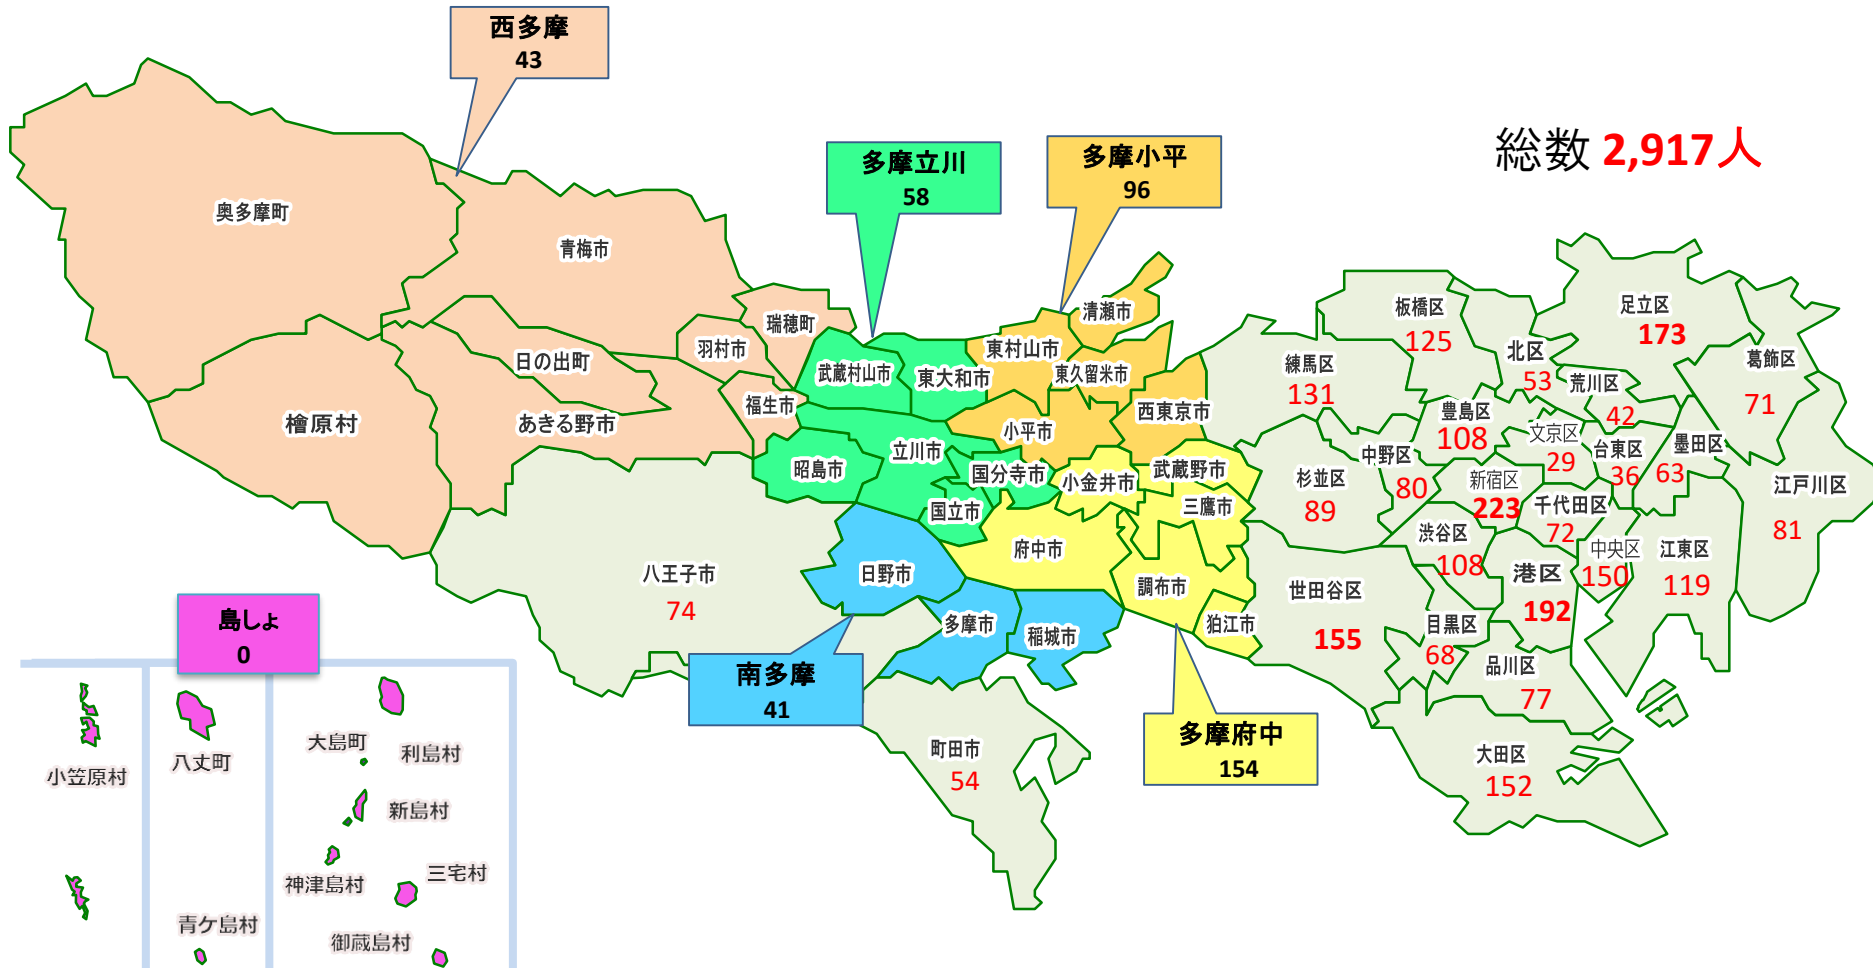 西多摩
43
多摩立川
58
多摩小平
96
総数 2,917人
奥多摩町
青梅市
瑞穂町
羽村市
日の出町
福生市
あきる野市
檜原村
武蔵村山市
東大和市
東村山市
清瀬市
東久留米市
西東京市
小平市
立川市
昭島市
国分寺市
国立市
小金井市
武蔵野市
三鷹市
府中市
調布市
狛江市
八王子市
74
日野市
多摩市
稲城市
南多摩
41
多摩府中
154
町田市
54
板橋区
125
北区
53
足立区
173
葛飾区
71
練馬区
131
荒川区
42
豊島区
108
文京区
29
台東区
36
墨田区
63
中野区
80
杉並区
89
新宿区
223
千代田区
72
江戸川区
81
渋谷区
108
港区
192
中央区
150
江東区
119
世田谷区
155
目黒区
68
品川区
77
大田区
152
島しょ
0
小笠原村
八丈町
青ケ島村
大島町
利島村
新島村
神津島村
三宅村
御蔵島村